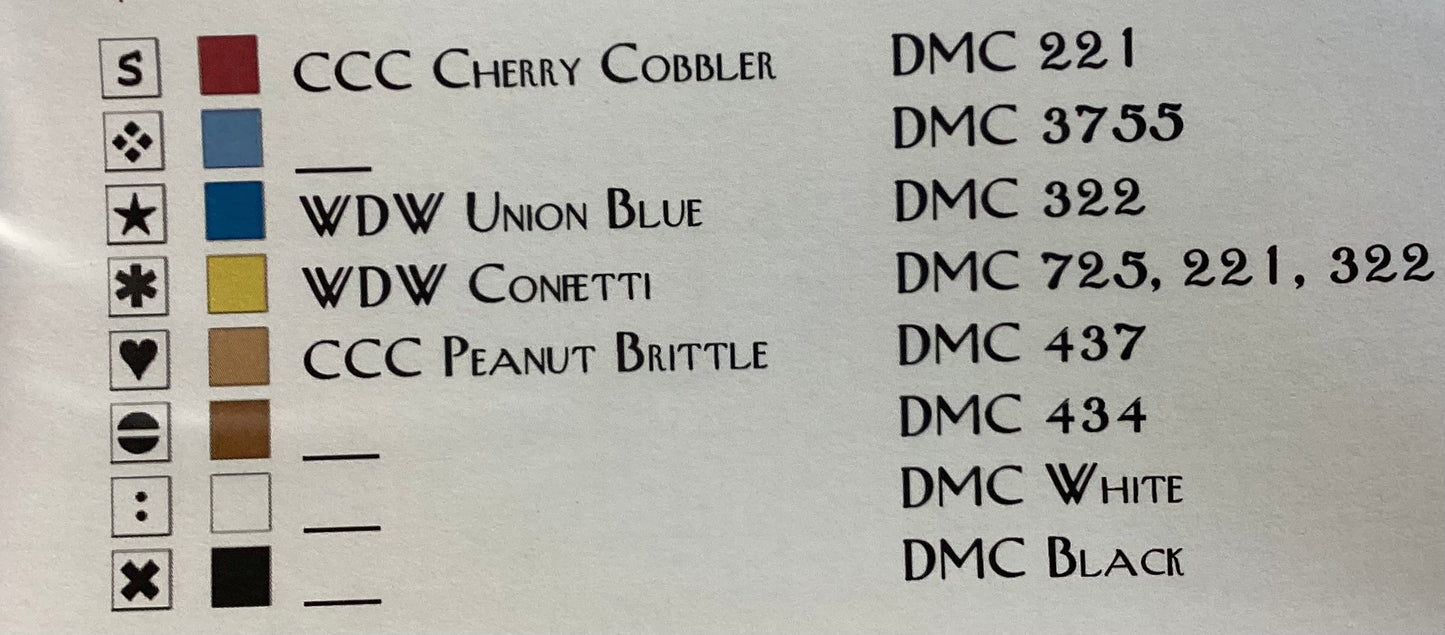 S CCC Cherry Cobbler DMC 221
DMC 3755
WDW Union Blue DMC 322
WDW Confetti DMC 725, 221, 322
CCC Peanut Brittle DMC 437
DMC 434
: DMC White
DMC Black